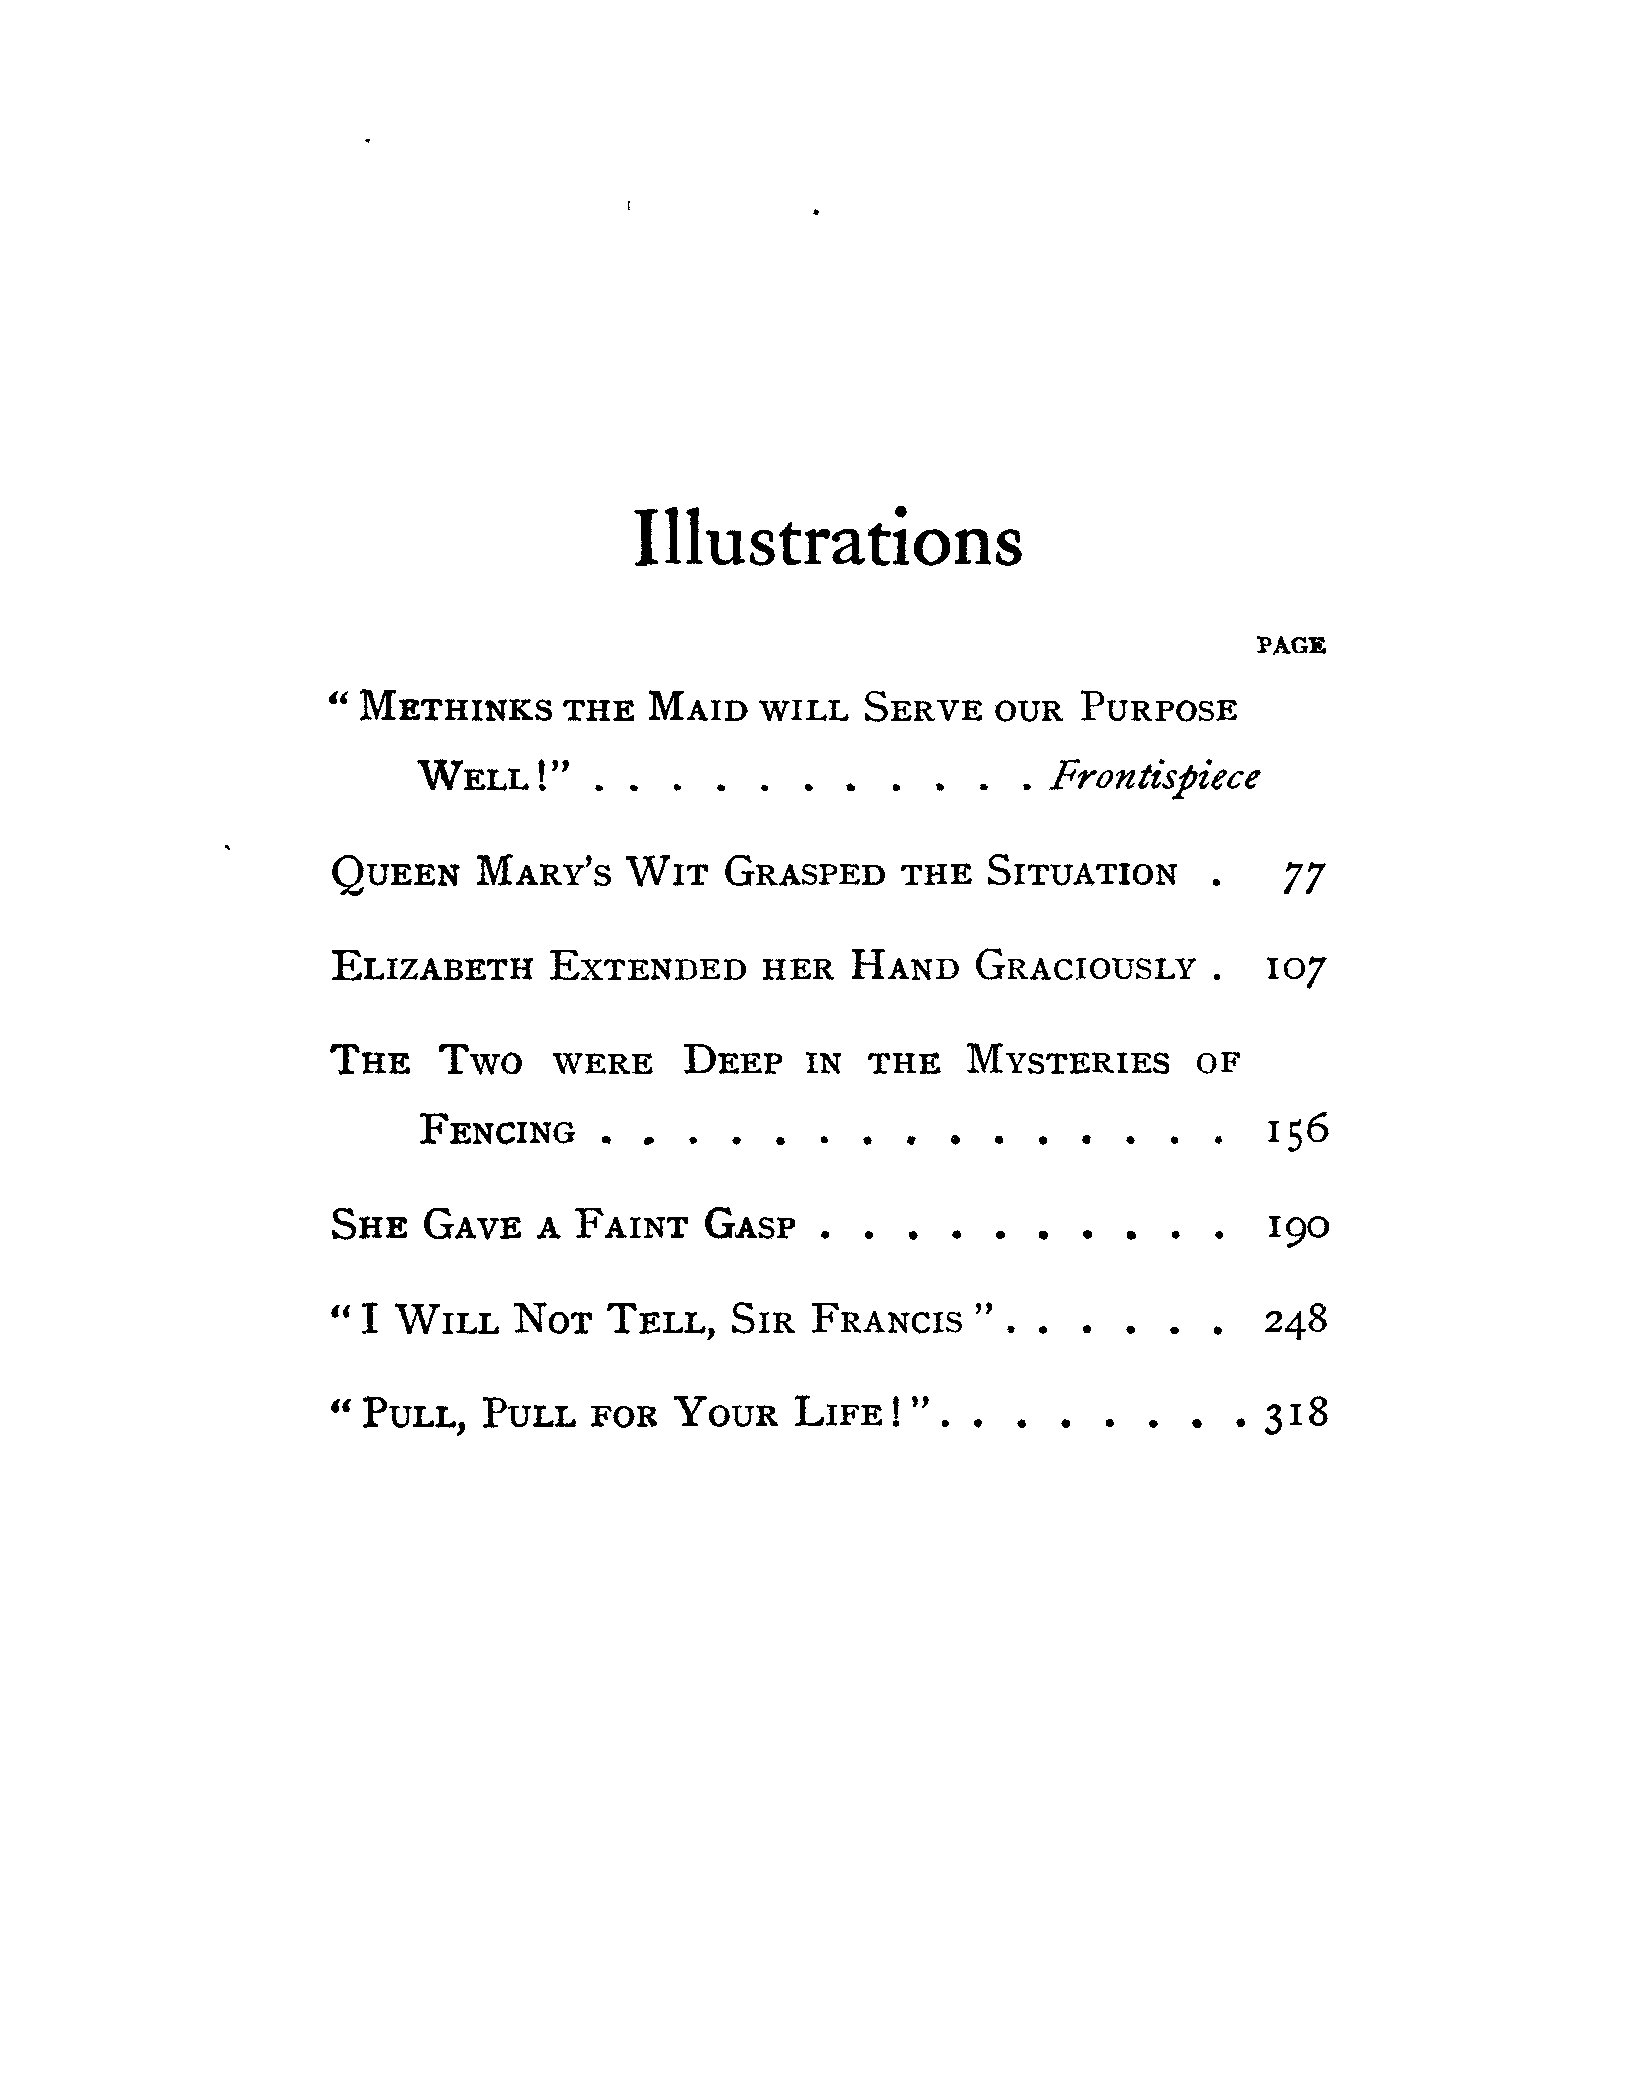 Illustrations
PAGE
“ Methinks the Maid will Serve our Purpose
Well!” . . . . . . . . . . . Frontispiece
Queen Mary’s Wit Grasped the Situation . 77
Elizabeth Extended her Hand Graciously . 107
The Two were Deep in the Mysteries of
Fencing . . . . . . . . . . . . . . . 156
She Gave a Faint Gasp . . . . . . . . . . 190
“ I Will Not Tell, Sir Francis ” . . . . . . 248
“ Pull, Pull for Your Life! ” . . . . . . . . 318